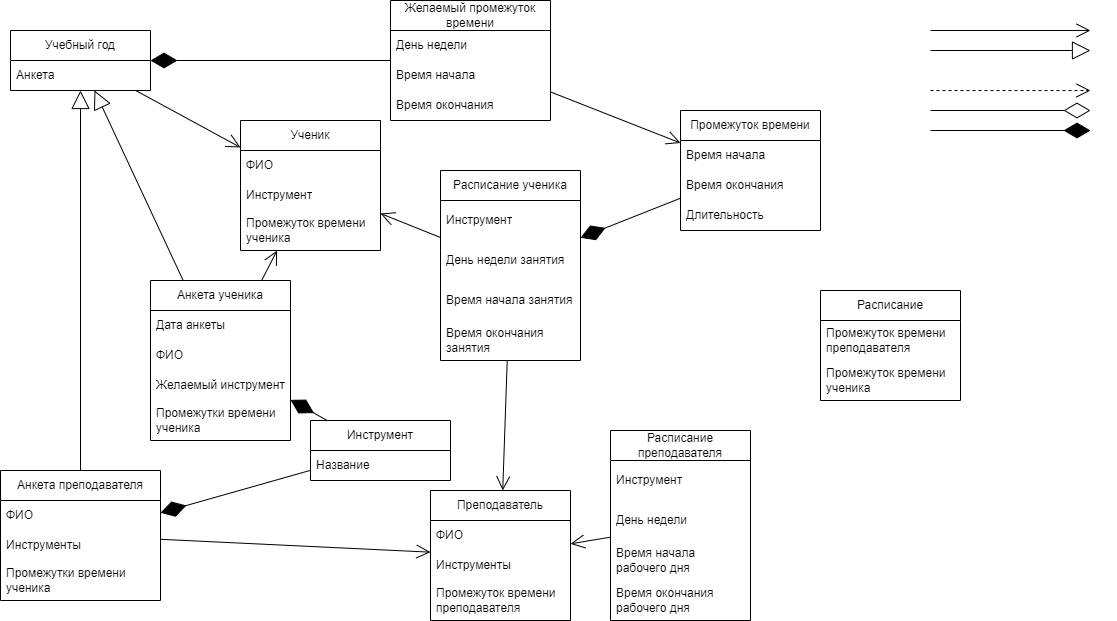 Учебный год
Анкета
Желаемый промежуток
времени
День недели
Время начала
Время окончания
Ученик
ФИО
Инструмент
Промежуток времени
ученика
Расписание ученика
Инструмент
День недели занятия
Время начала занятия
Время окончания
занятия
Промежуток времени
Время начала
Время окончания
Длительность
Анкета ученика
Дата анкеты
ФИО
Желаемый инструмент
Промежутки времени
ученика
Расписание
Промежуток времени
преподавателя
Промежуток времени
ученика
Инструмент
Название
Анкета преподавателя
ФИО
Инструменты
Промежутки времени
ученика
Преподаватель
ФИО
Инструменты
Промежуток времени
преподавателя
Расписание
преподавателя
Инструмент
День недели
Время начала
рабочего дня
Время окончания
рабочего дня